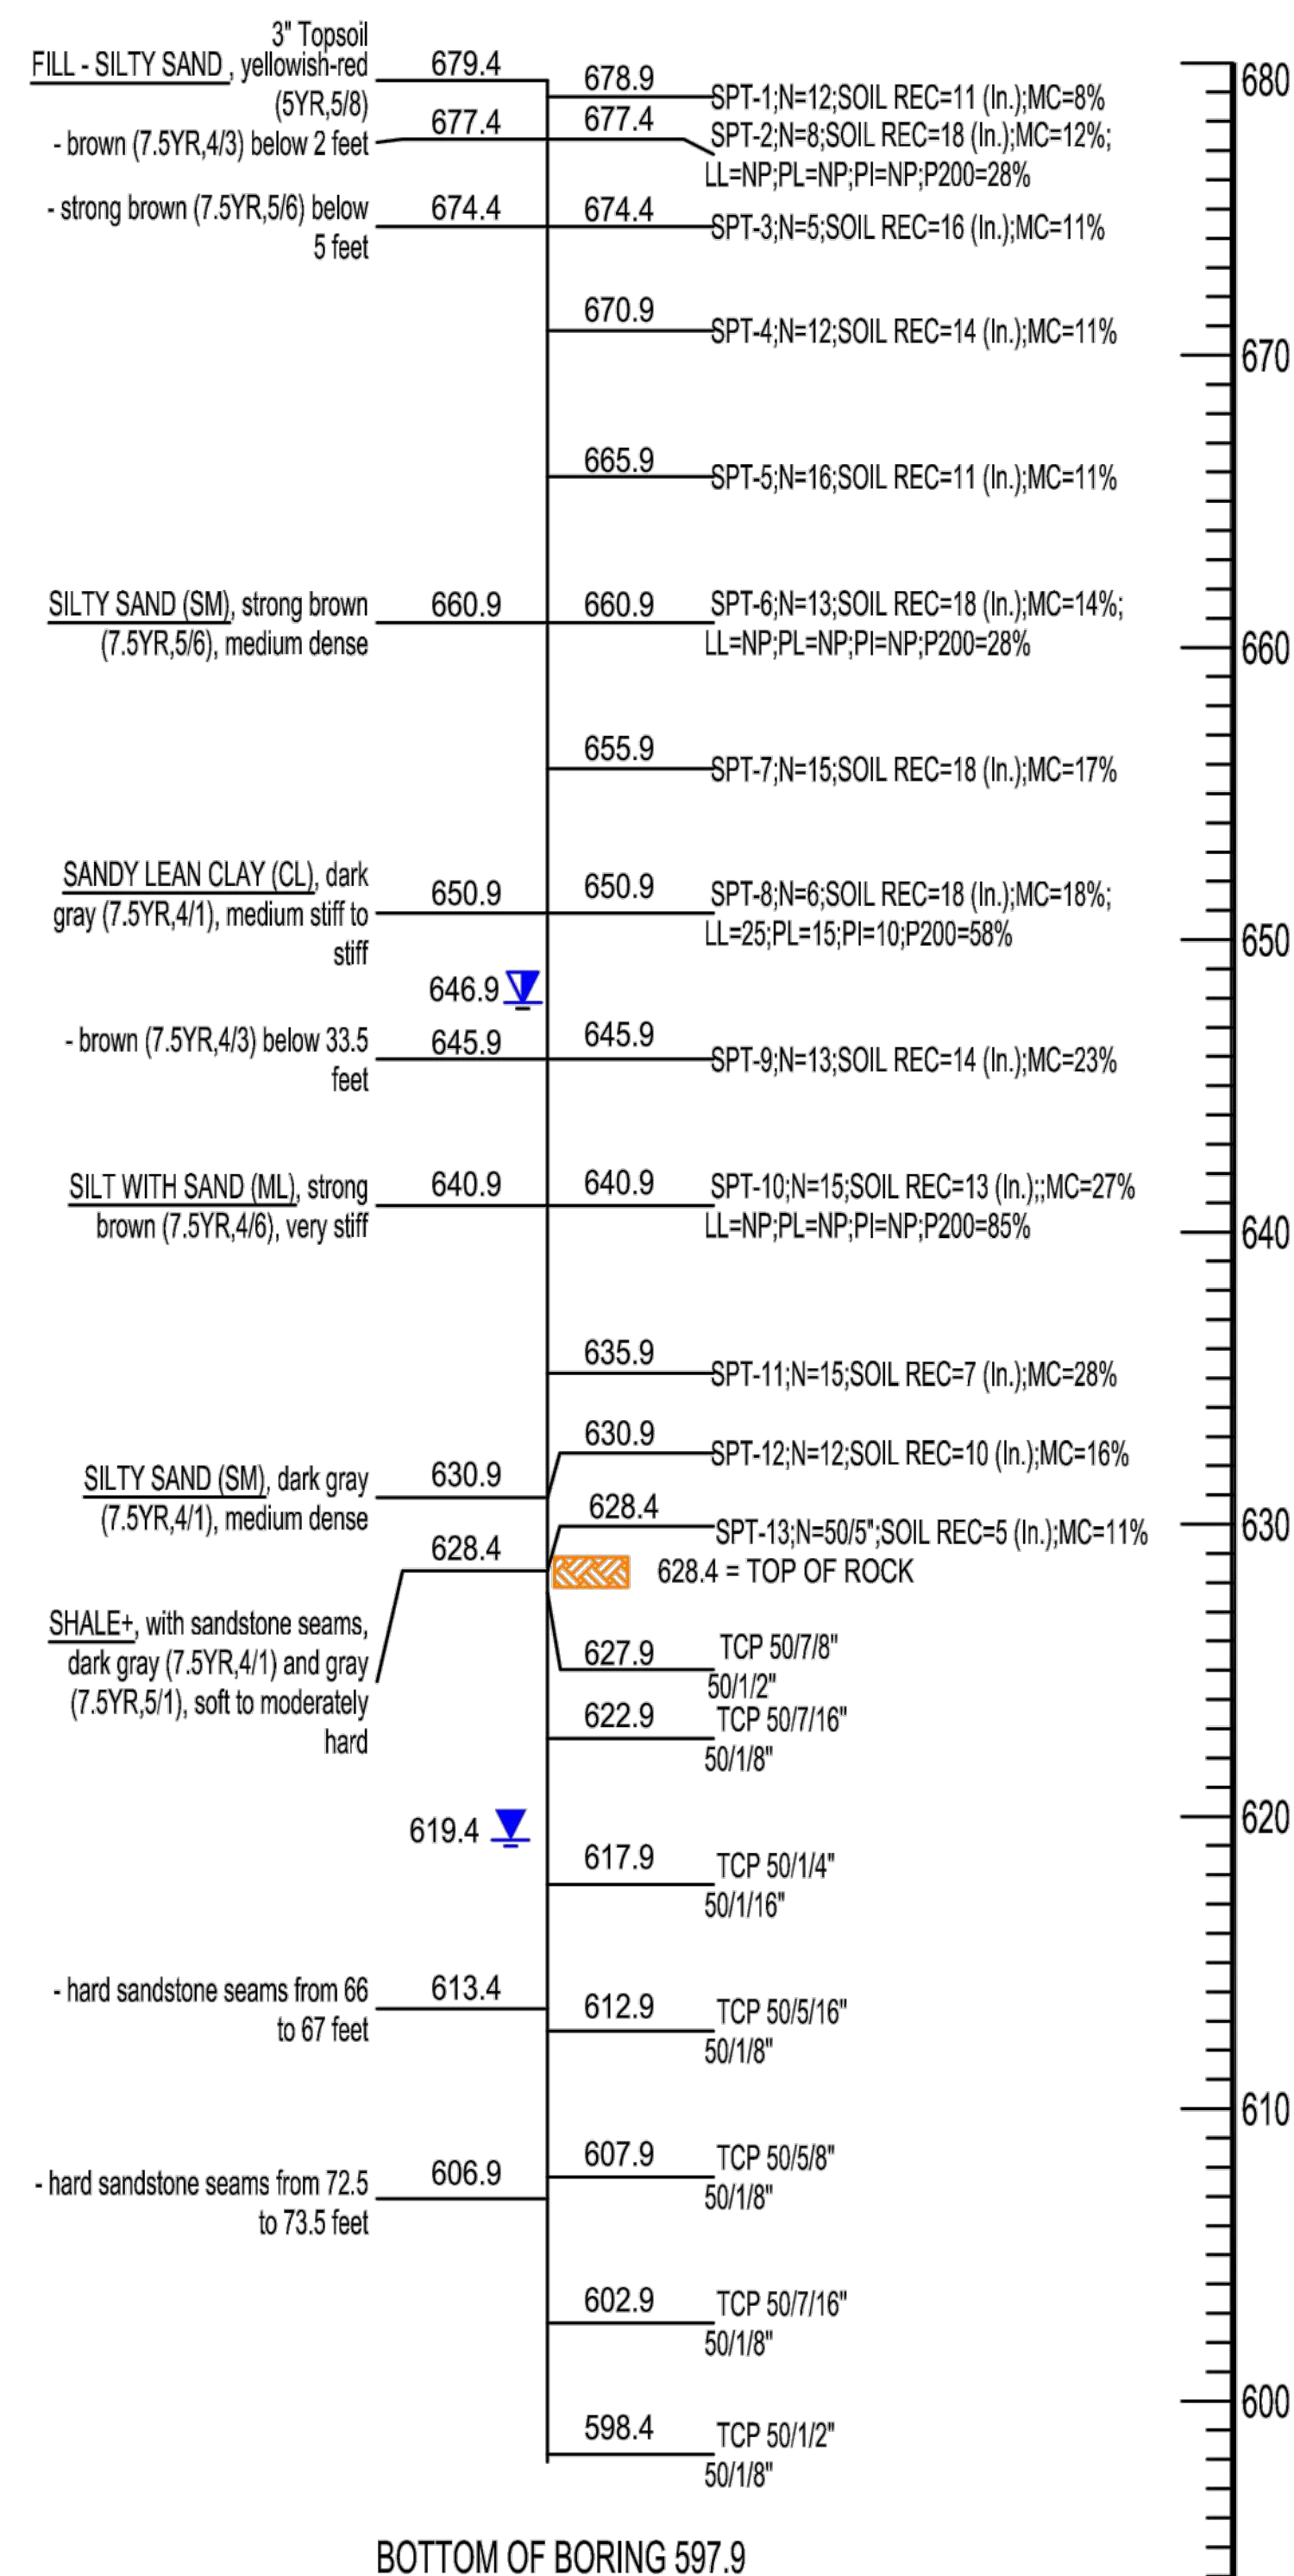 3" Topsoil
FILL - SILTY SAND , yellowish-red
(5YR,5/8)
679.4
678.9
SPT-1;N=12;SOIL REC=11 (In.);MC=8%
680
- brown (7.5YR,4/3) below 2 feet
677.4
677.4
SPT-2;N=8;SOIL REC=18 (In.);MC=12%;
LL=NP;PL=NP;PI=NP;P200=28%
- strong brown (7.5YR,5/6) below
5 feet
674.4
674.4
SPT-3;N=5;SOIL REC=16 (In.);MC=11%
670.9
SPT-4;N=12;SOIL REC=14 (In.);MC=11%
670
665.9
SPT-5;N=16;SOIL REC=11 (In.);MC=11%
SILTY SAND (SM), strong brown
(7.5YR,5/6), medium dense
660.9
660.9
SPT-6;N=13;SOIL REC=18 (In.);MC=14%;
LL=NP;PL=NP;PI=NP;P200=28%
660
655.9
SPT-7;N=15;SOIL REC=18 (In.);MC=17%
SANDY LEAN CLAY (CL), dark
gray (7.5YR,4/1), medium stiff to
stiff
650.9
650.9
SPT-8;N=6;SOIL REC=18 (In.);MC=18%;
LL=25;PL=15;PI=10;P200=58%
650
646.9
- brown (7.5YR,4/3) below 33.5
feet
645.9
645.9
SPT-9;N=13;SOIL REC=14 (In.);MC=23%
SILT WITH SAND (ML), strong
brown (7.5YR,4/6), very stiff
640.9
640.9
SPT-10;N=15;SOIL REC=13 (In.);;MC=27%
LL=NP;PL=NP;PI=NP;P200=85%
640
635.9
SPT-11;N=15;SOIL REC=7 (In.);MC=28%
630.9
SPT-12;N=12;SOIL REC=10 (In.);MC=16%
SILTY SAND (SM), dark gray
(7.5YR,4/1), medium dense
630.9
628.4
SPT-13;N=50/5";SOIL REC=5 (In.);MC=11%
630
628.4
628.4 = TOP OF ROCK
SHALE+, with sandstone seams,
dark gray (7.5YR,4/1) and gray
(7.5YR,5/1), soft to moderately
hard
627.9
TCP 50/7/8"
50/1/2"
622.9
TCP 50/7/16"
50/1/8"
619.4
620
617.9
TCP 50/1/4"
50/1/16"
- hard sandstone seams from 66
to 67 feet
613.4
612.9
TCP 50/5/16"
50/1/8"
610
- hard sandstone seams from 72.5
to 73.5 feet
606.9
607.9
TCP 50/5/8"
50/1/8"
602.9
TCP 50/7/16"
50/1/8"
600
598.4
TCP 50/1/2"
50/1/8"
BOTTOM OF BORING 597.9